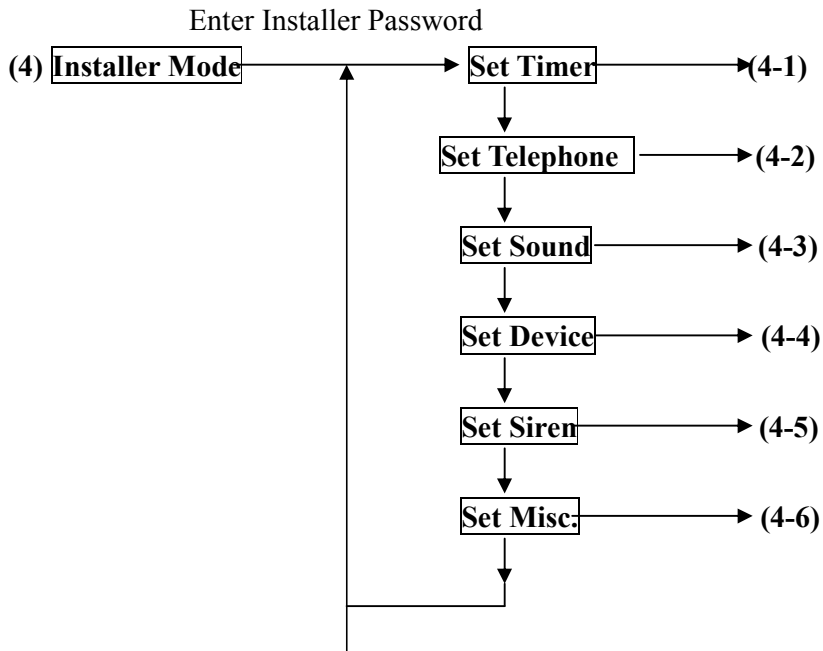 Enter Installer Password
(4) Installer Mode Set Timer (4-1)
Set Telephone (4-2)
Set Sound (4-3)
Set Device (4-4)
Set Siren (4-5)
Set Misc. (4-6)